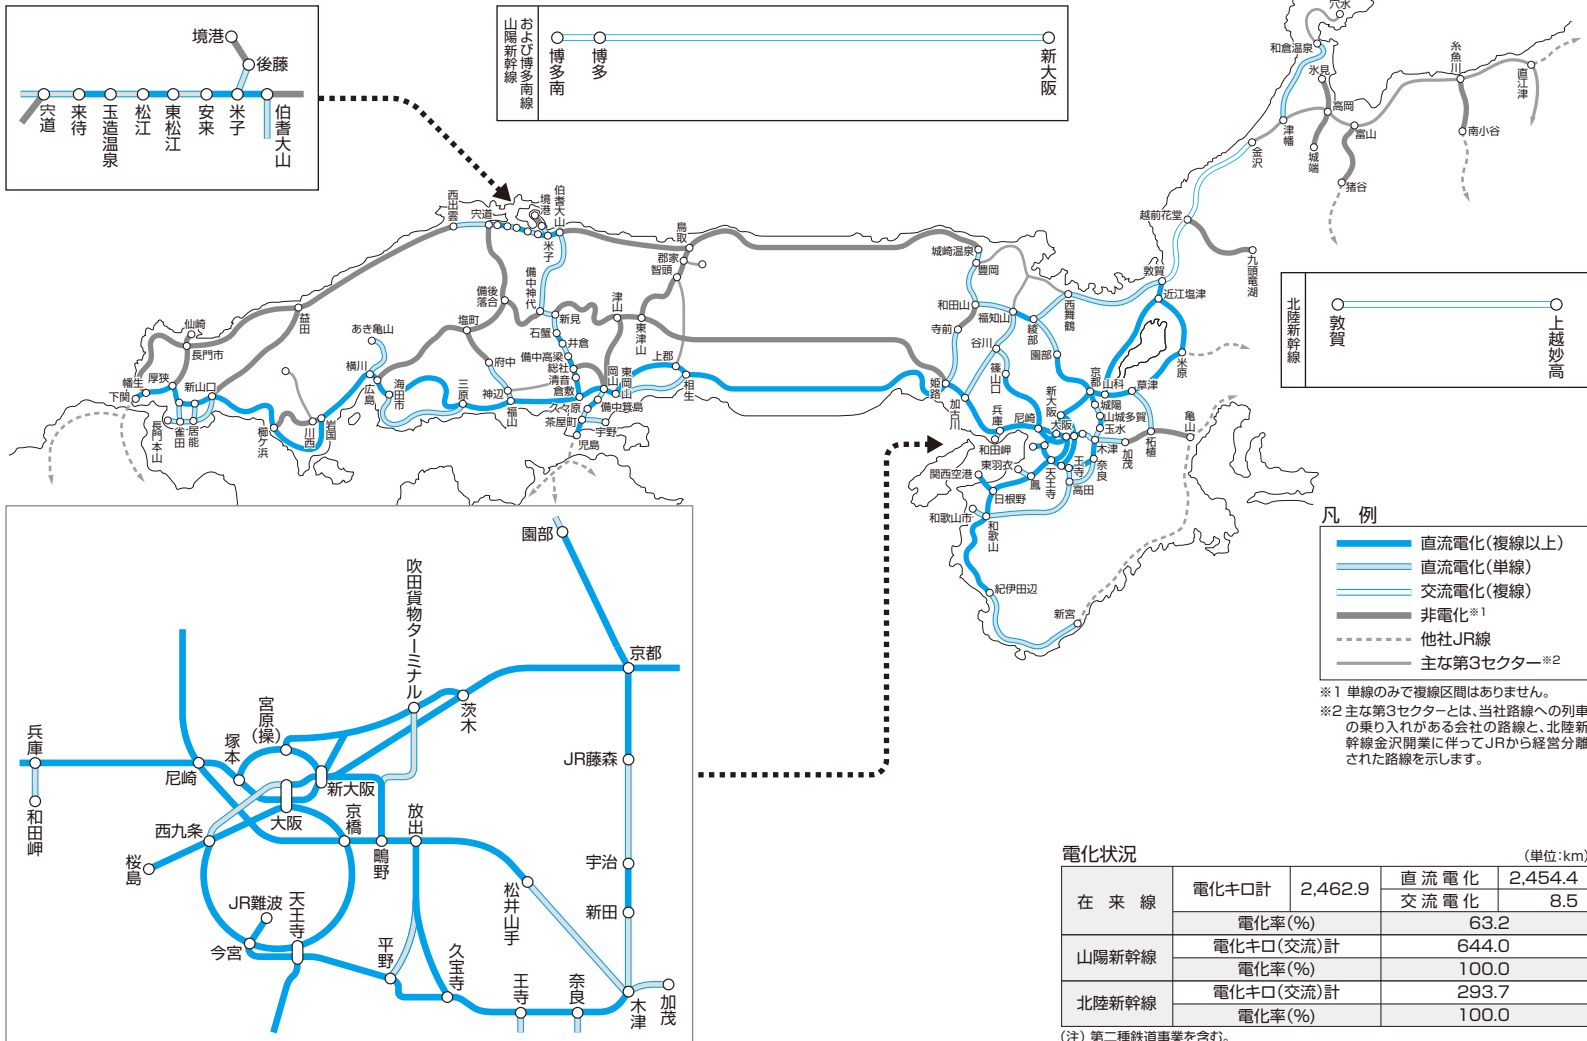 境港
後藤
宍道
来待
玉造温泉
松江
東松江
安来
米子
伯耆大山
山陽新幹線
および博多南線
博多南
博多
新大阪
穴水
和倉温泉
氷見
高岡
糸魚川
直江津
津幡
富山
南小谷
金沢
城端
猪谷
越前花堂
九頭竜湖
敦賀
近江塩津
北陸新幹線
敦賀
上越妙高
西出雲
宍道
境港
伯耆大山
米子
鳥取
郡家
智頭
城崎温泉
豊岡
和田山
福知山
綾部
西舞鶴
寺前
谷川
園部
篠山口
米原
備中神代
備後落合
新見
津山
東津山
石蟹
井倉
備中高梁
総社
清音
倉敷
岡山
東岡山
上郡
相生
姫路
加古川
益田
仙崎
長門市
あき亀山
塩町
府中
横川
広島
海田市
三原
神辺
福山
久々原
茶屋町
備中箕島
宇野
児島
幡生
厚狭
新山口
下関
長門本山
雀田
居能
櫛ケ浜
川西
岩国
兵庫
尼崎
新大阪
大阪
京都
山科
草津
城陽
山城多賀
玉水
木津
加茂
柘植
亀山
和田岬
東羽衣
関西空港
鳳
天王寺
王寺
奈良
高田
日根野
和歌山市
和歌山
紀伊田辺
新宮
凡 例
直流電化(複線以上)
直流電化(単線)
交流電化(複線)
非電化※1
他社JR線
主な第3セクター※2
※1 単線のみで複線区間はありません。
※2 主な第3セクターとは、当社路線への列車
の乗り入れがある会社の路線と、北陸新
幹線金沢開業に伴ってJRから経営分離
された路線を示します。
園部
吹田貨物ターミナル
京都
茨木
宮原(操)
塚本
兵庫
尼崎
新大阪
JR藤森
和田岬
大阪
西九条
京橋
鴫野
放出
桜島
宇治
松井山手
新田
JR難波
天王寺
今宮
平野
久宝寺
王寺
奈良
木津
加茂
電化状況
(単位:km)
在来線 電化キロ計 2,462.9 直流電化 2,454.4
交流電化 8.5
電化率(%) 63.2
山陽新幹線 電化キロ(交流)計 644.0
電化率(%) 100.0
北陸新幹線 電化キロ(交流)計 293.7
電化率(%) 100.0
(注) 第二種鉄道事業を含む。